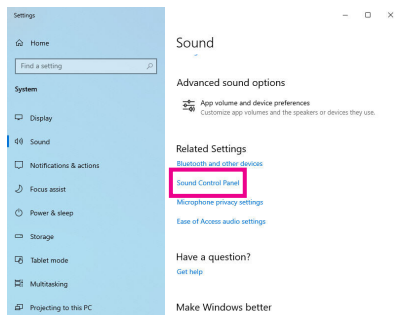 Settings
Home
Find a setting
System
Display
Sound
Notifications & actions
Focus assist
Power & sleep
Storage
Tablet mode
Multitasking
Projecting to this PC
Sound
Advanced sound options
App volume and device preferences
Customize app volumes and the speakers or devices they use.
Related Settings
Bluetooth and other devices
Sound Control Panel
Microphone privacy settings
Ease of Access audio settings
Have a question?
Get help
Make Windows better